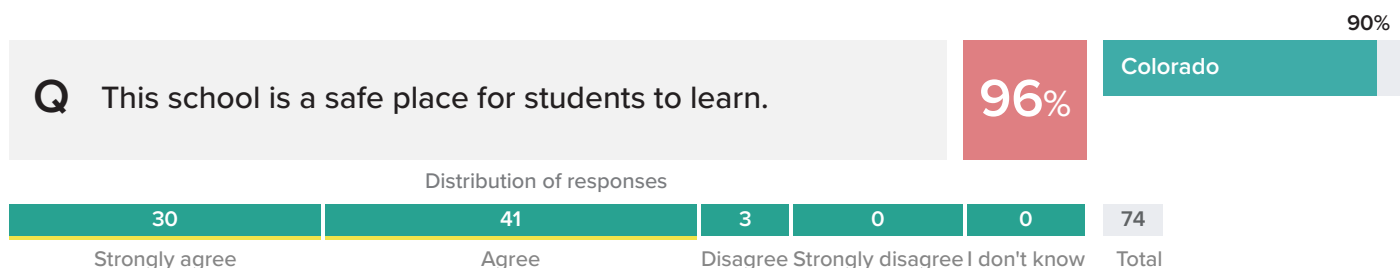 90%
Q This school is a safe place for students to learn.
96%
Colorado
Distribution of responses
30 41 3 0 0 74
Strongly agree Agree Disagree Strongly disagree I don't know Total